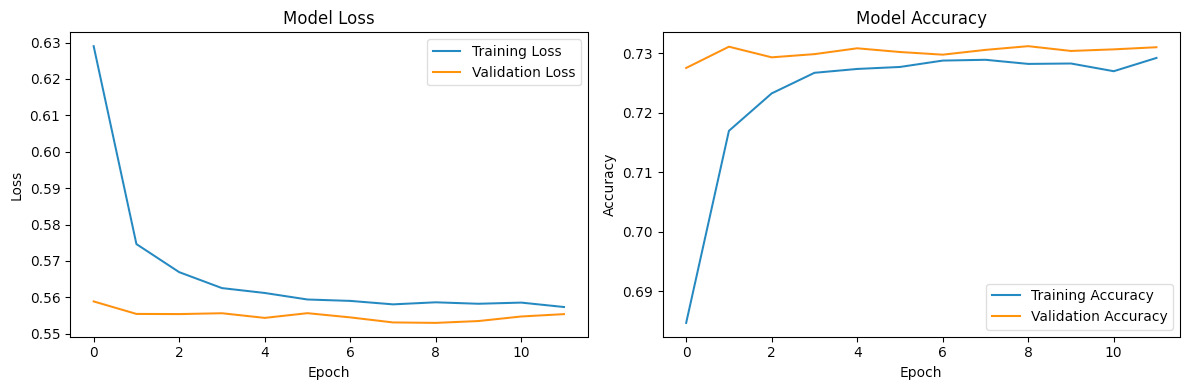 Model Loss
Loss
0.63
0.62
0.61
0.60
0.59
0.58
0.57
0.56
0.55
Training Loss
Validation Loss
0 2 4 6 8 10
Epoch
Model Accuracy
Accuracy
0.73
0.72
0.71
0.70
0.69
Training Accuracy
Validation Accuracy
0 2 4 6 8 10
Epoch